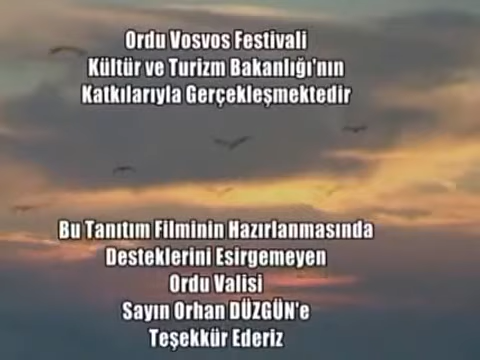 Ordu Vosvos Festivali
Kültür ve Turizm Bakanlığı'nın
Katkılarıyla Gerçekleşmektedir
Bu Tanıtım Filminin Hazırlanmasında
Desteklerini Esirgemeyen
Ordu Valisi
Sayın Orhan DÜZGÜN'e
Teşekkür Ederiz